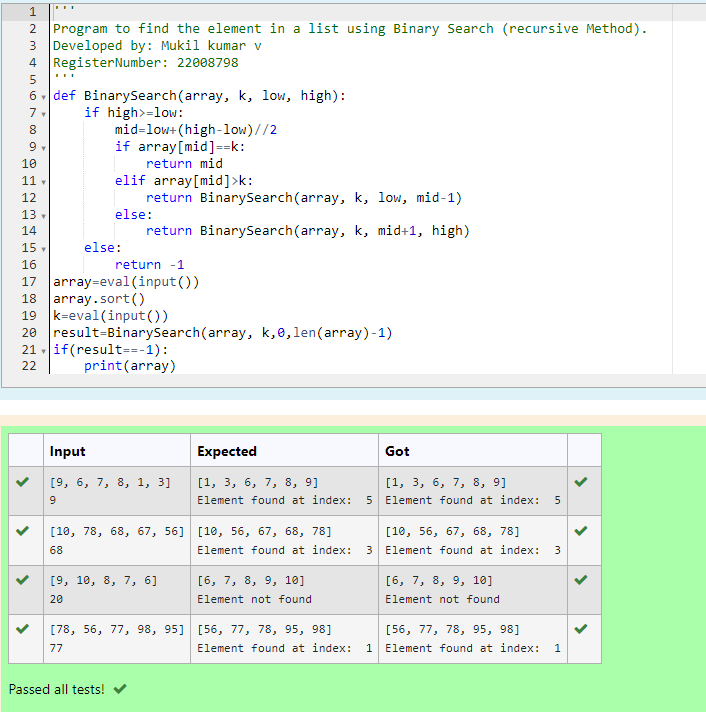 1 '''
2 Program to find the element in a list using Binary Search (recursive Method).
3 Developed by: Mukil kumar v
4 RegisterNumber: 22008798
5 '''
6 def BinarySearch(array, k, low, high):
7     if high>=low:
8         mid=low+(high-low)//2
9         if array[mid]==k:
10             return mid
11         elif array[mid]>k:
12             return BinarySearch(array, k, low, mid-1)
13         else:
14             return BinarySearch(array, k, mid+1, high)
15     else:
16         return -1
17 array=eval(input())
18 array.sort()
19 k=eval(input())
20 result=BinarySearch(array, k,0,len(array)-1)
21 if(result==-1):
22     print(array)
Input Expected Got
[9, 6, 7, 8, 1, 3] [1, 3, 6, 7, 8, 9] [1, 3, 6, 7, 8, 9]
9 Element found at index:  5 Element found at index:  5
[10, 78, 68, 67, 56] [10, 56, 67, 68, 78] [10, 56, 67, 68, 78]
68 Element found at index:  3 Element found at index:  3
[9, 10, 8, 7, 6] [6, 7, 8, 9, 10] [6, 7, 8, 9, 10]
20 Element not found Element not found
[78, 56, 77, 98, 95] [56, 77, 78, 95, 98] [56, 77, 78, 95, 98]
77 Element found at index:  1 Element found at index:  1
Passed all tests!